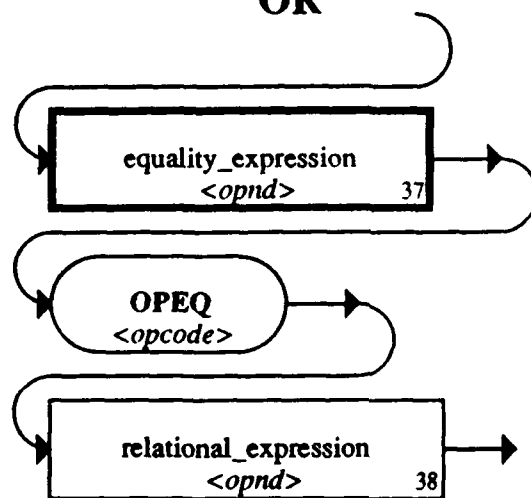 OR
equality_expression
<opnd>
37
OPEQ
<opcode>
relational_expression
<opnd>
38